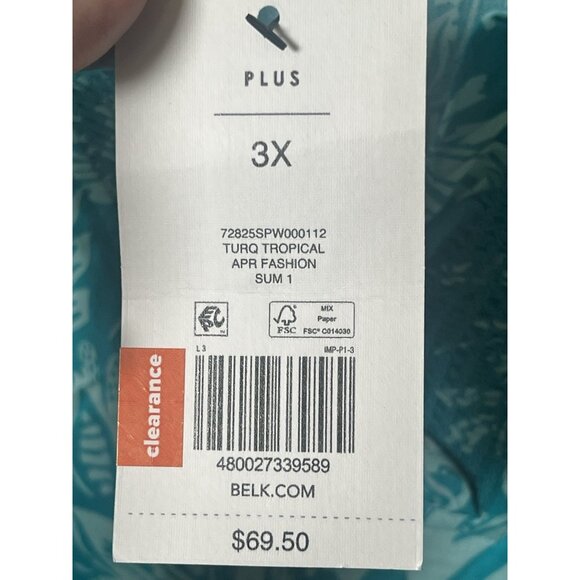 PLUS
3X
72825SPW000112
TURQ TROPICAL
APR FASHION
SUM 1
EPC
FSC
MIX
Paper
FSC® C014030
L 3
IMP-P1-3
clearance
480027339589
BELK.COM
$69.50